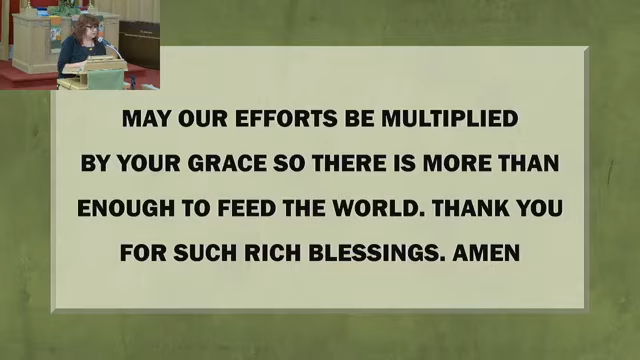 MAY OUR EFFORTS BE MULTIPLIED
BY YOUR GRACE SO THERE IS MORE THAN
ENOUGH TO FEED THE WORLD. THANK YOU
FOR SUCH RICH BLESSINGS. AMEN